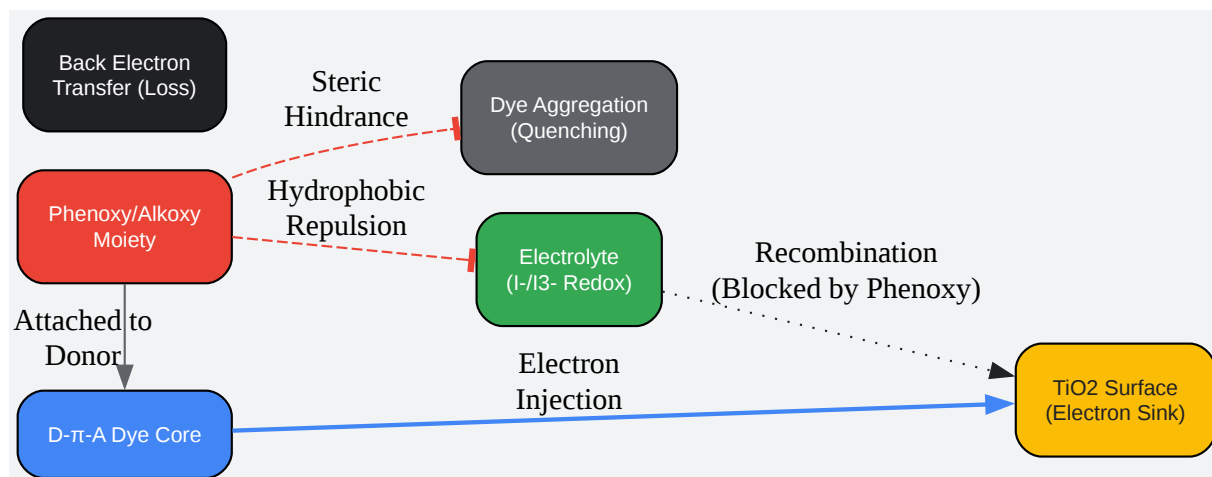 Back Electron
Transfer (Loss)
Steric
Hindrance
Dye Aggregation
(Quenching)
Phenoxy/Alkoxy
Moiety
Hydrophobic
Repulsion
Electrolyte
(I-/I3- Redox)
Recombination
(Blocked by Phenoxy)
Attached to
Donor
Electron
Injection
TiO2 Surface
(Electron Sink)
D-π-A Dye Core